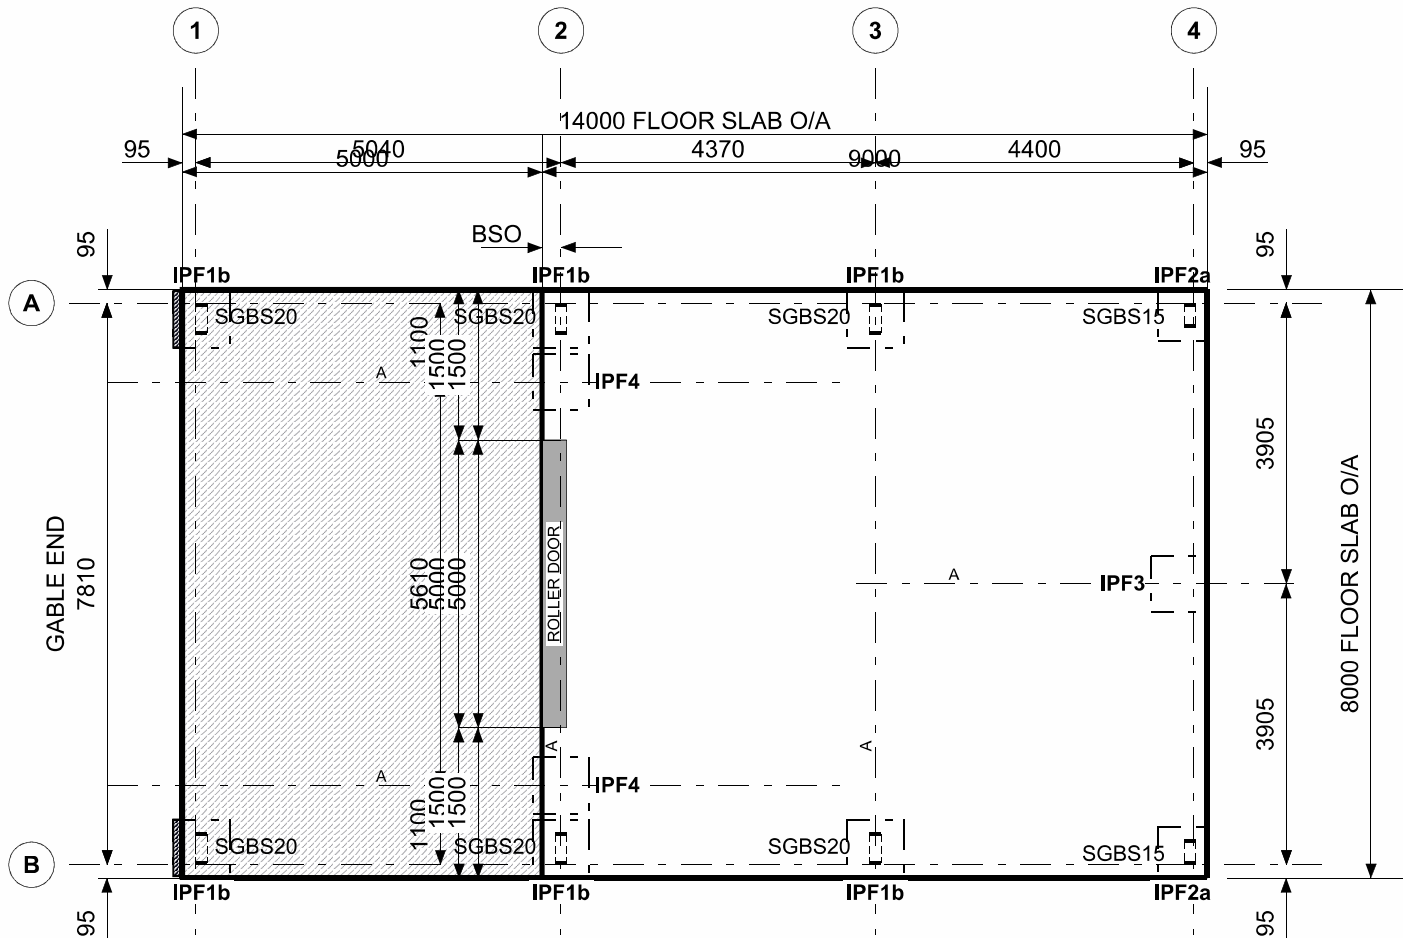 1
2
3
4
14000 FLOOR SLAB O/A
95
5040
4370
4400
95
5000
9000
BSO
95
95
IPF1b
IPF1b
IPF1b
IPF2a
A
SGBS20
SGBS20
SGBS20
SGBS15
1100
1500
1500
A
IPF4
3905
GABLE END
7810
5610
5000
5000
ROLLER DOOR
A
IPF3
8000 FLOOR SLAB O/A
3905
A
A
A
IPF4
1100
1500
1500
B
SGBS20
SGBS20
SGBS20
SGBS15
IPF1b
IPF1b
IPF1b
IPF2a
95
95